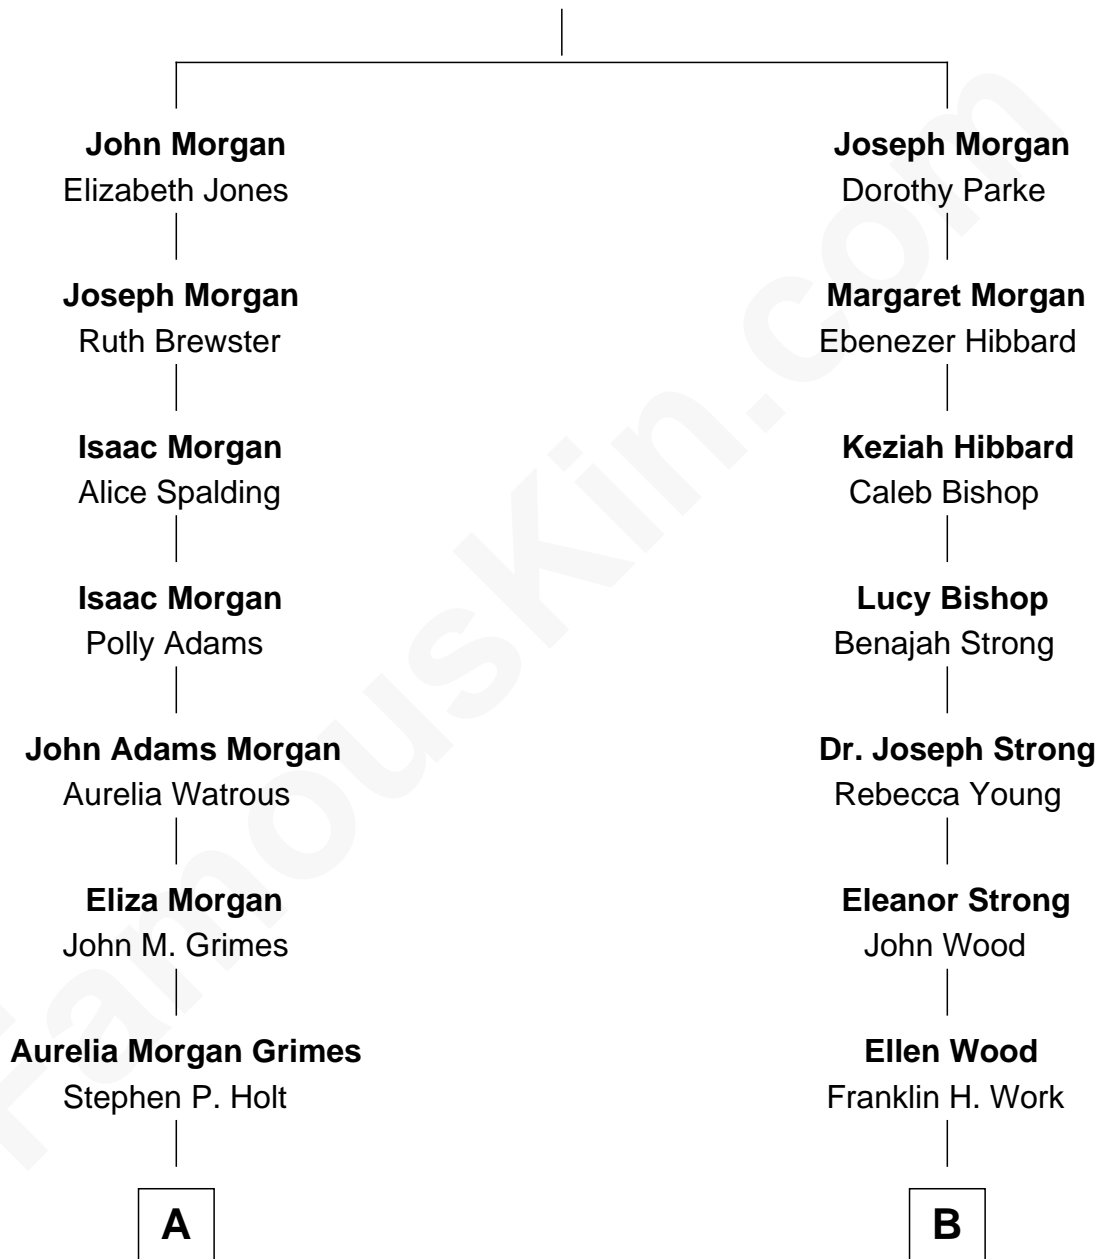 John Morgan
Elizabeth Jones
Joseph Morgan
Dorothy Parke
Joseph Morgan
Ruth Brewster
Margaret Morgan
Ebenezer Hibbard
Isaac Morgan
Alice Spalding
Keziah Hibbard
Caleb Bishop
Isaac Morgan
Polly Adams
Lucy Bishop
Benajah Strong
John Adams Morgan
Aurelia Watrous
Dr. Joseph Strong
Rebecca Young
Eliza Morgan
John M. Grimes
Eleanor Strong
John Wood
Aurelia Morgan Grimes
Stephen P. Holt
Ellen Wood
Franklin H. Work
A
B
FamousKin.com